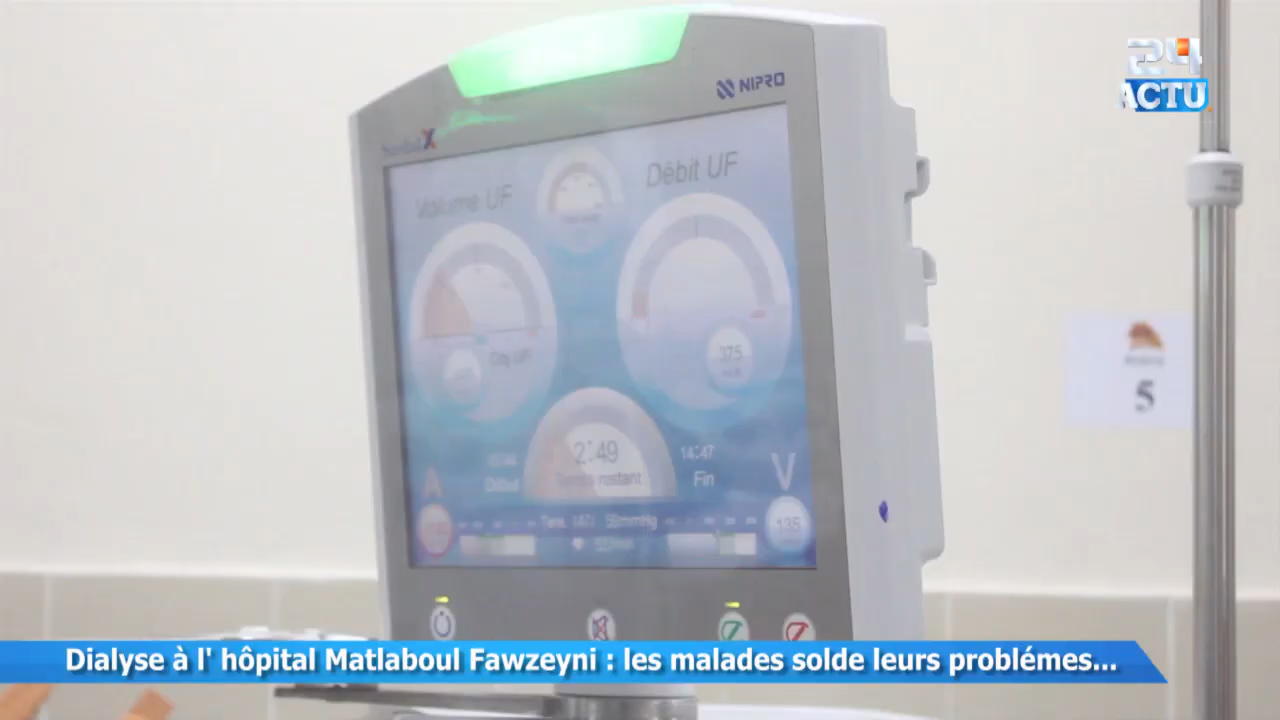 24
ACTU
NIPRO
X
Volume UF
Débit UF
375
2:49
Temps restant
14:47
Fin
Début
A
V
135
5
Dialyse à l' hôpital Matlaboul Fawzeyni : les malades solde leurs problémes...